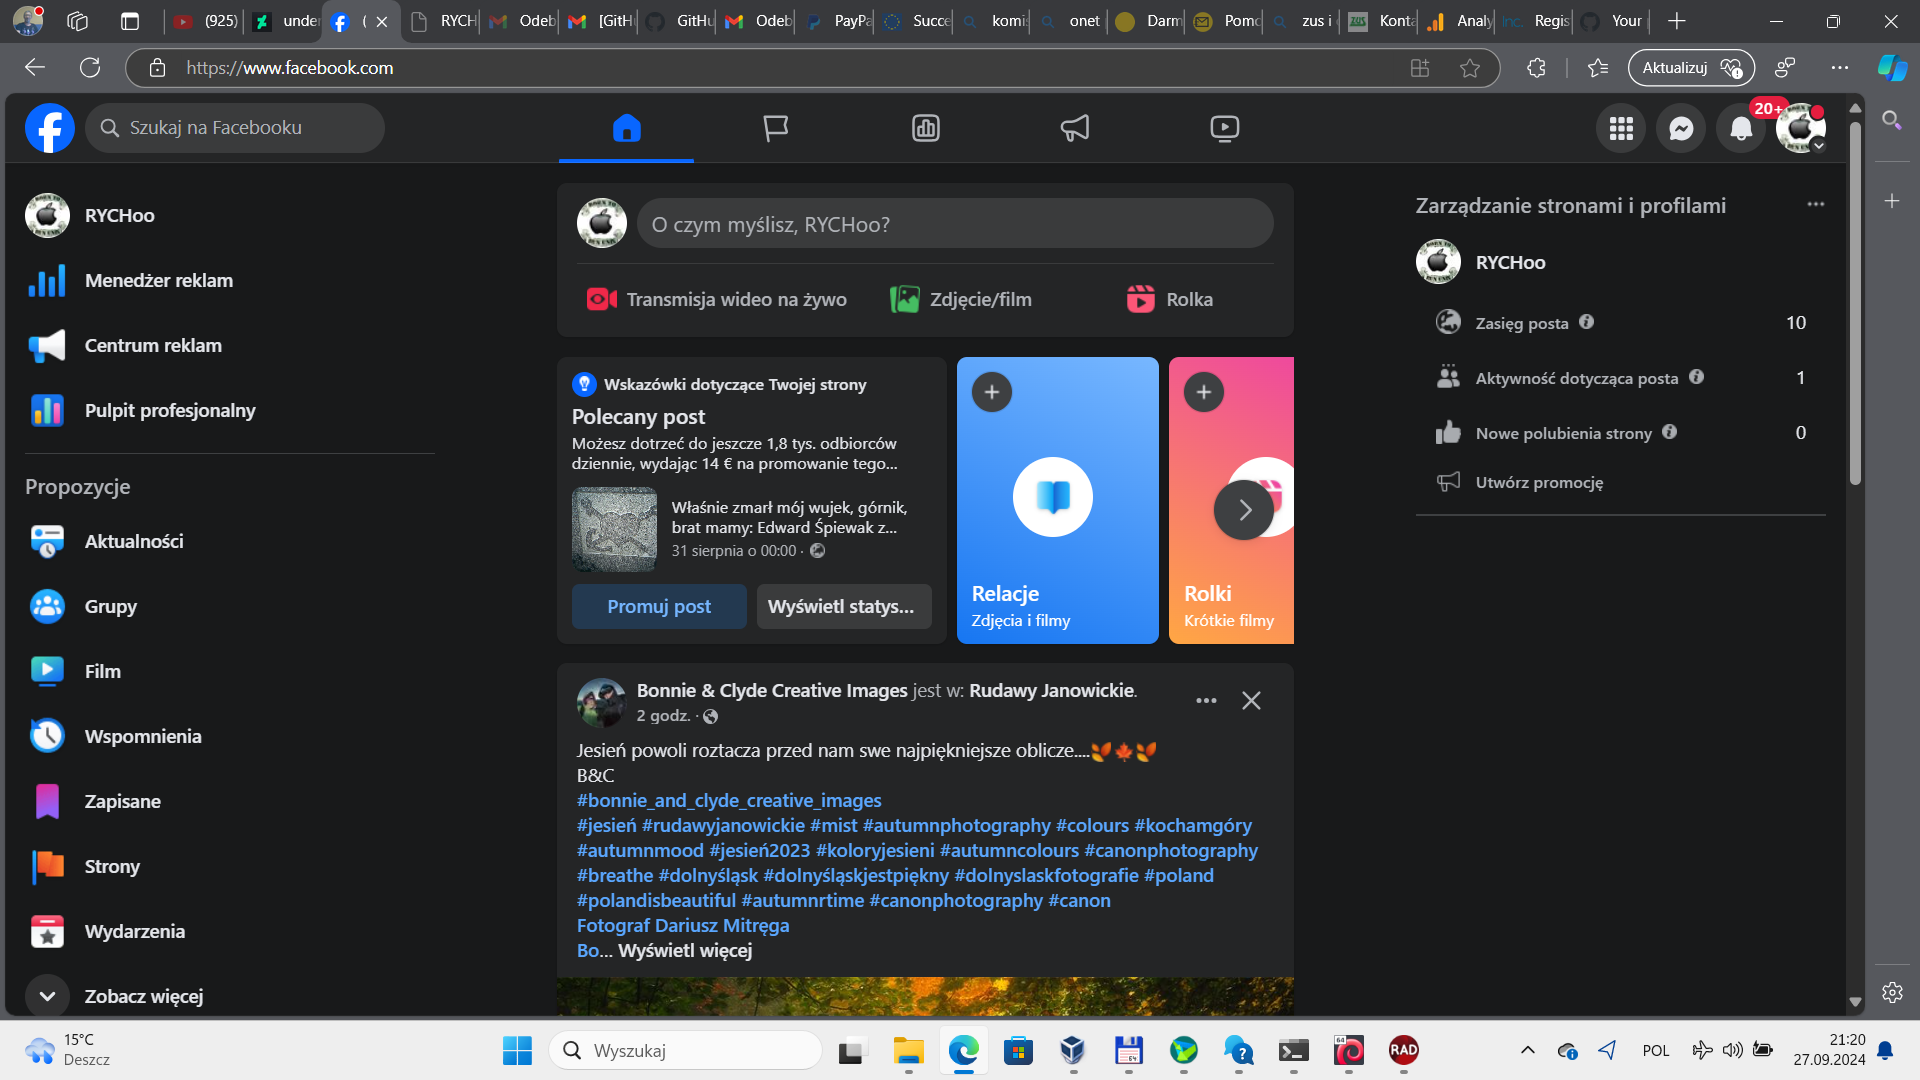 (925)
under
(
RYCH
Odeb
[GitHu
GitHu
Odeb
PayPa
Succe
komis
onet
Darm
Pomo
zus i
Konta
Analy
Regis
Your
https://www.facebook.com
Aktualizuj
Szukaj na Facebooku
20+
RYCHoo
Menedżer reklam
Centrum reklam
Pulpit profesjonalny
Propozycje
Aktualności
Grupy
Film
Wspomnienia
Zapisane
Strony
Wydarzenia
Zobacz więcej
O czym myślisz, RYCHoo?
Transmisja wideo na żywo
Zdjęcie/film
Rolka
Wskazówki dotyczące Twojej strony
Polecany post
Możesz dotrzeć do jeszcze 1,8 tys. odbiorców
dziennie, wydając 14 € na promowanie tego...
Właśnie zmarł mój wujek, górnik,
brat mamy: Edward Śpiewak z...
31 sierpnia o 00:00 ·
Promuj post
Wyświetl statys...
Relacje
Zdjęcia i filmy
Rolki
Krótkie filmy
Bonnie & Clyde Creative Images jest w: Rudawy Janowickie.
2 godz. ·
Jesień powoli roztacza przed nam swe najpiękniejsze oblicze....🍂🍁🍂
B&C
#bonnie_and_clyde_creative_images
#jesień #rudawyjanowickie #mist #autumnphotography #colours #kochamgóry
#autumnmood #jesień2023 #koloryjesieni #autumncolours #canonphotography
#breathe #dolnyśląsk #dolnyśląskjestpiękny #dolnyslaskfotografie #poland
#polandisbeautiful #autumnrtime #canonphotography #canon
Fotograf Dariusz Mitręga
Bo... Wyświetl więcej
Zarządzanie stronami i profilami
RYCHoo
Zasięg posta
10
Aktywność dotycząca posta
1
Nowe polubienia strony
0
Utwórz promocję
15°C
Deszcz
Wyszukaj
64
64
RAD
POL
21:20
27.09.2024